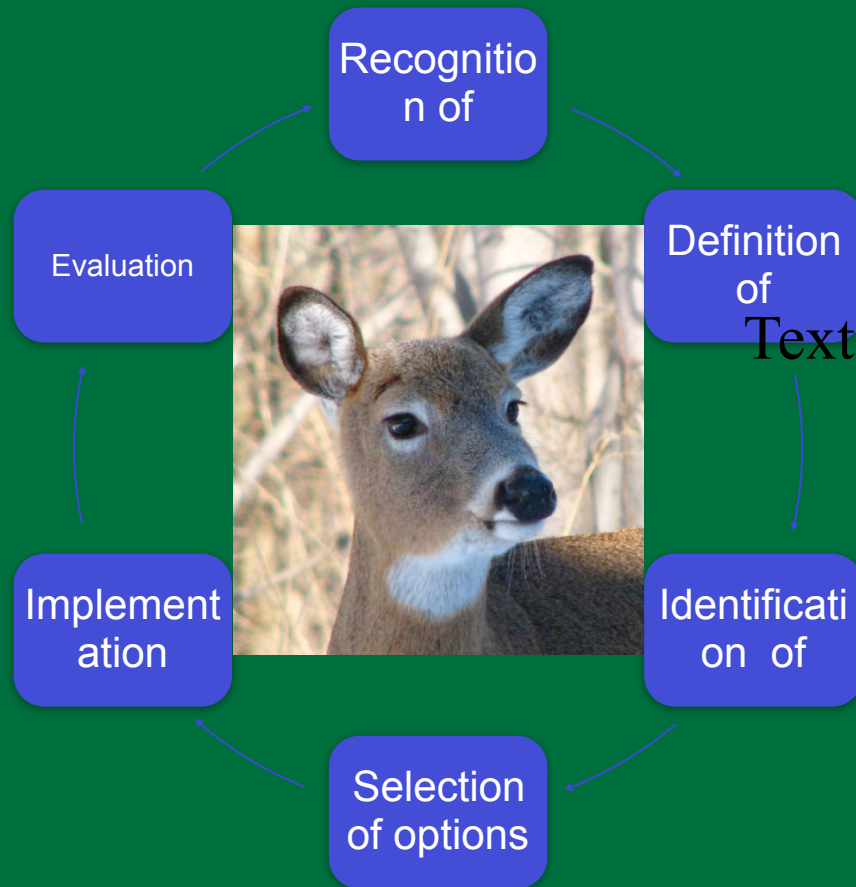 Recognitio
n of
Definition
of
Text
Identificati
on of
Selection
of options
Implement
ation
Evaluation